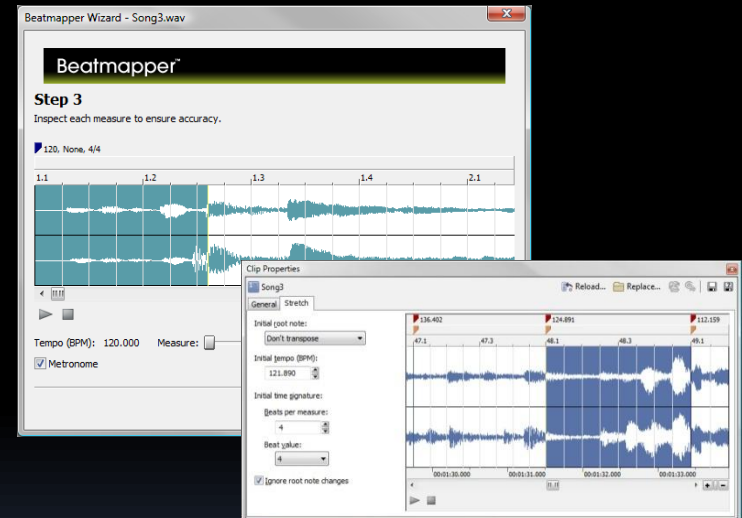 Beatmapper Wizard - Song3.wav
Beatmapper™
Step 3
Inspect each measure to ensure accuracy.
120, None, 4/4
1.1 1.2 1.3 1.4 2.1
Tempo (BPM): 120.000 Measure:
Metronome
Clip Properties
Song3 Reload... Replace...
General Stretch
Initial root note:
Don't transpose
Initial tempo (BPM):
121.890
Initial time signature:
Beats per measure:
4
Beat value:
4
Ignore root note changes
136.402 124.891 112.159
47.1 47.3 48.1 48.3 49.1
00:01:30.000 00:01:31.000 00:01:32.000 00:01:33.000